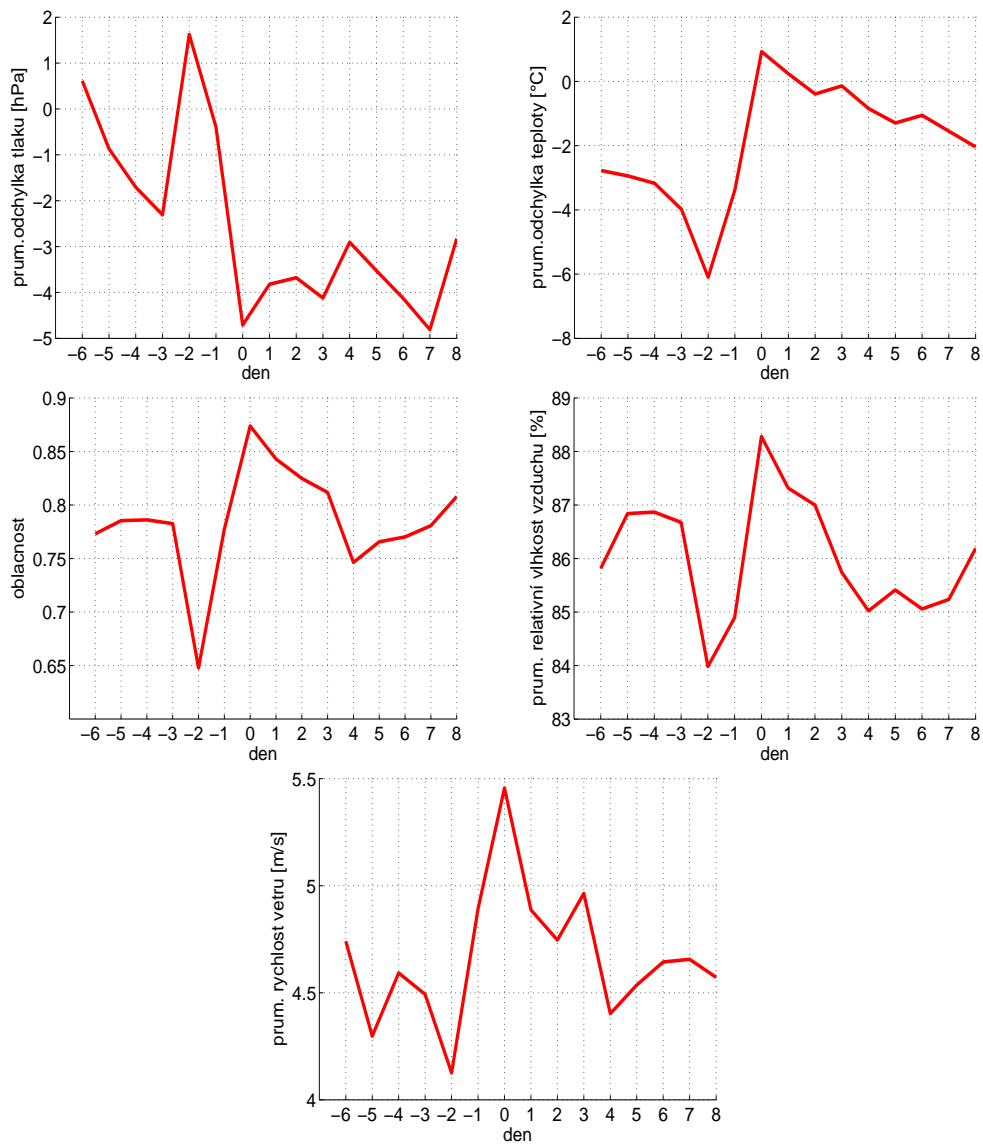 prum.odchylka tlaku [hPa]
2
1
0
−1
−2
−3
−4
−5
−6 −5 −4 −3 −2 −1 0 1 2 3 4 5 6 7 8
den
prum.odchylka teploty [°C]
2
0
−2
−4
−6
−8
−6 −5 −4 −3 −2 −1 0 1 2 3 4 5 6 7 8
den
oblacnost
0.9
0.85
0.8
0.75
0.7
0.65
−6 −5 −4 −3 −2 −1 0 1 2 3 4 5 6 7 8
den
prum. relativní vlhkost vzduchu [%]
89
88
87
86
85
84
83
−6 −5 −4 −3 −2 −1 0 1 2 3 4 5 6 7 8
den
prum. rychlost vetru [m/s]
5.5
5
4.5
4
−6 −5 −4 −3 −2 −1 0 1 2 3 4 5 6 7 8
den